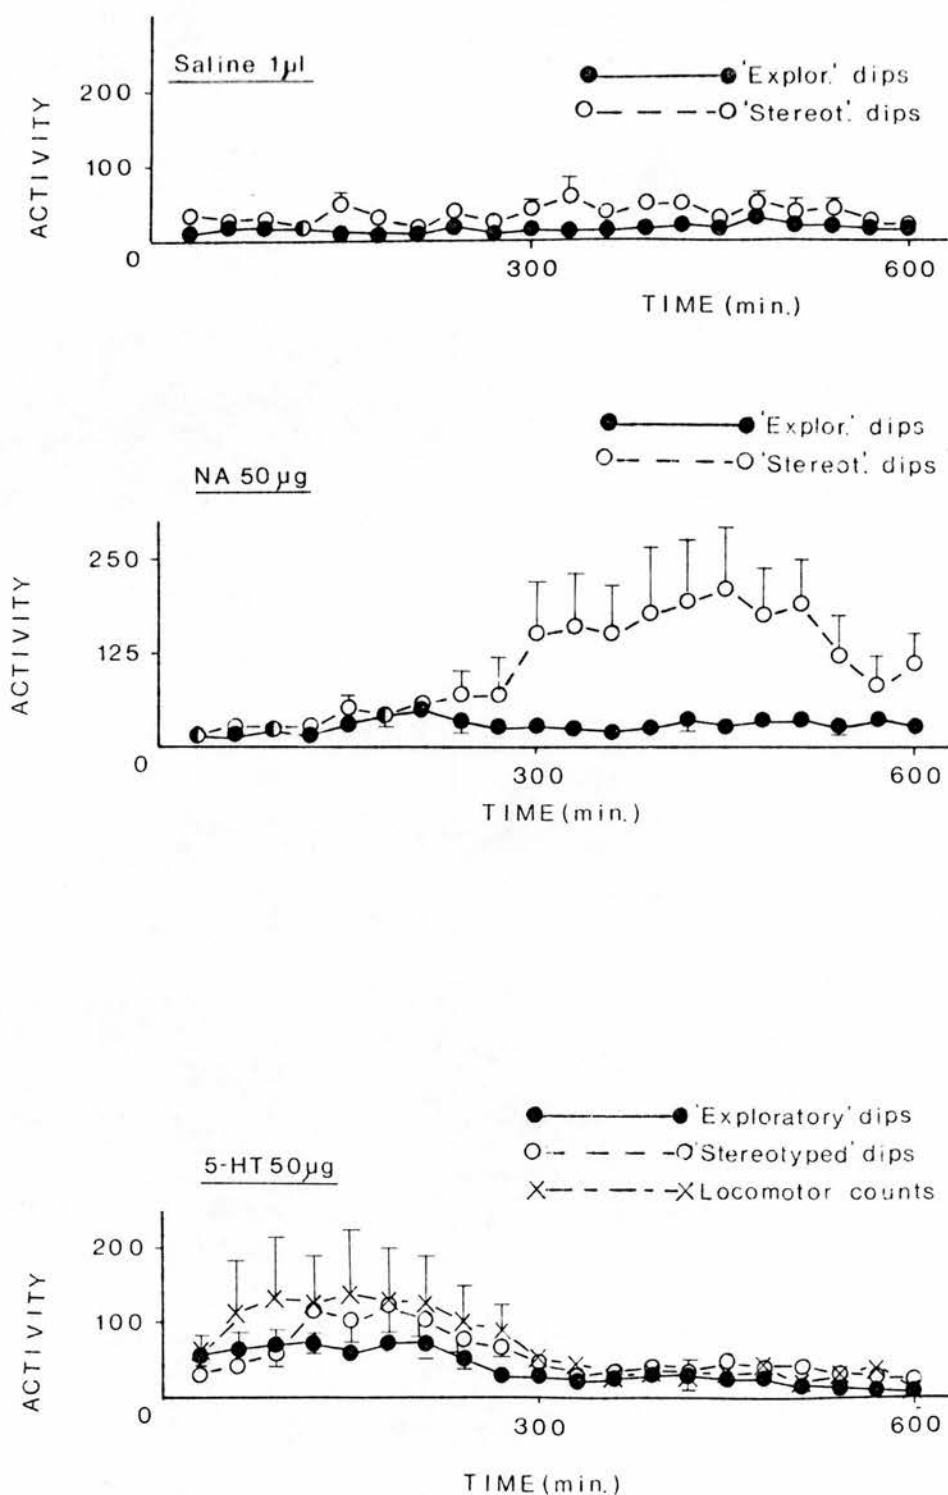 Saline 1µl
'Explor.' dips
'Stereot'. dips
ACTIVITY
200
100
0
300
600
TIME (min.)
'Explor.' dips
'Stereot'. dips
NA 50 µg
ACTIVITY
250
125
0
300
600
TIME (min.)
'Exploratory' dips
'Stereotyped' dips
Locomotor counts
5-HT 50µg
ACTIVITY
200
100
0
300
600
TIME (min.)